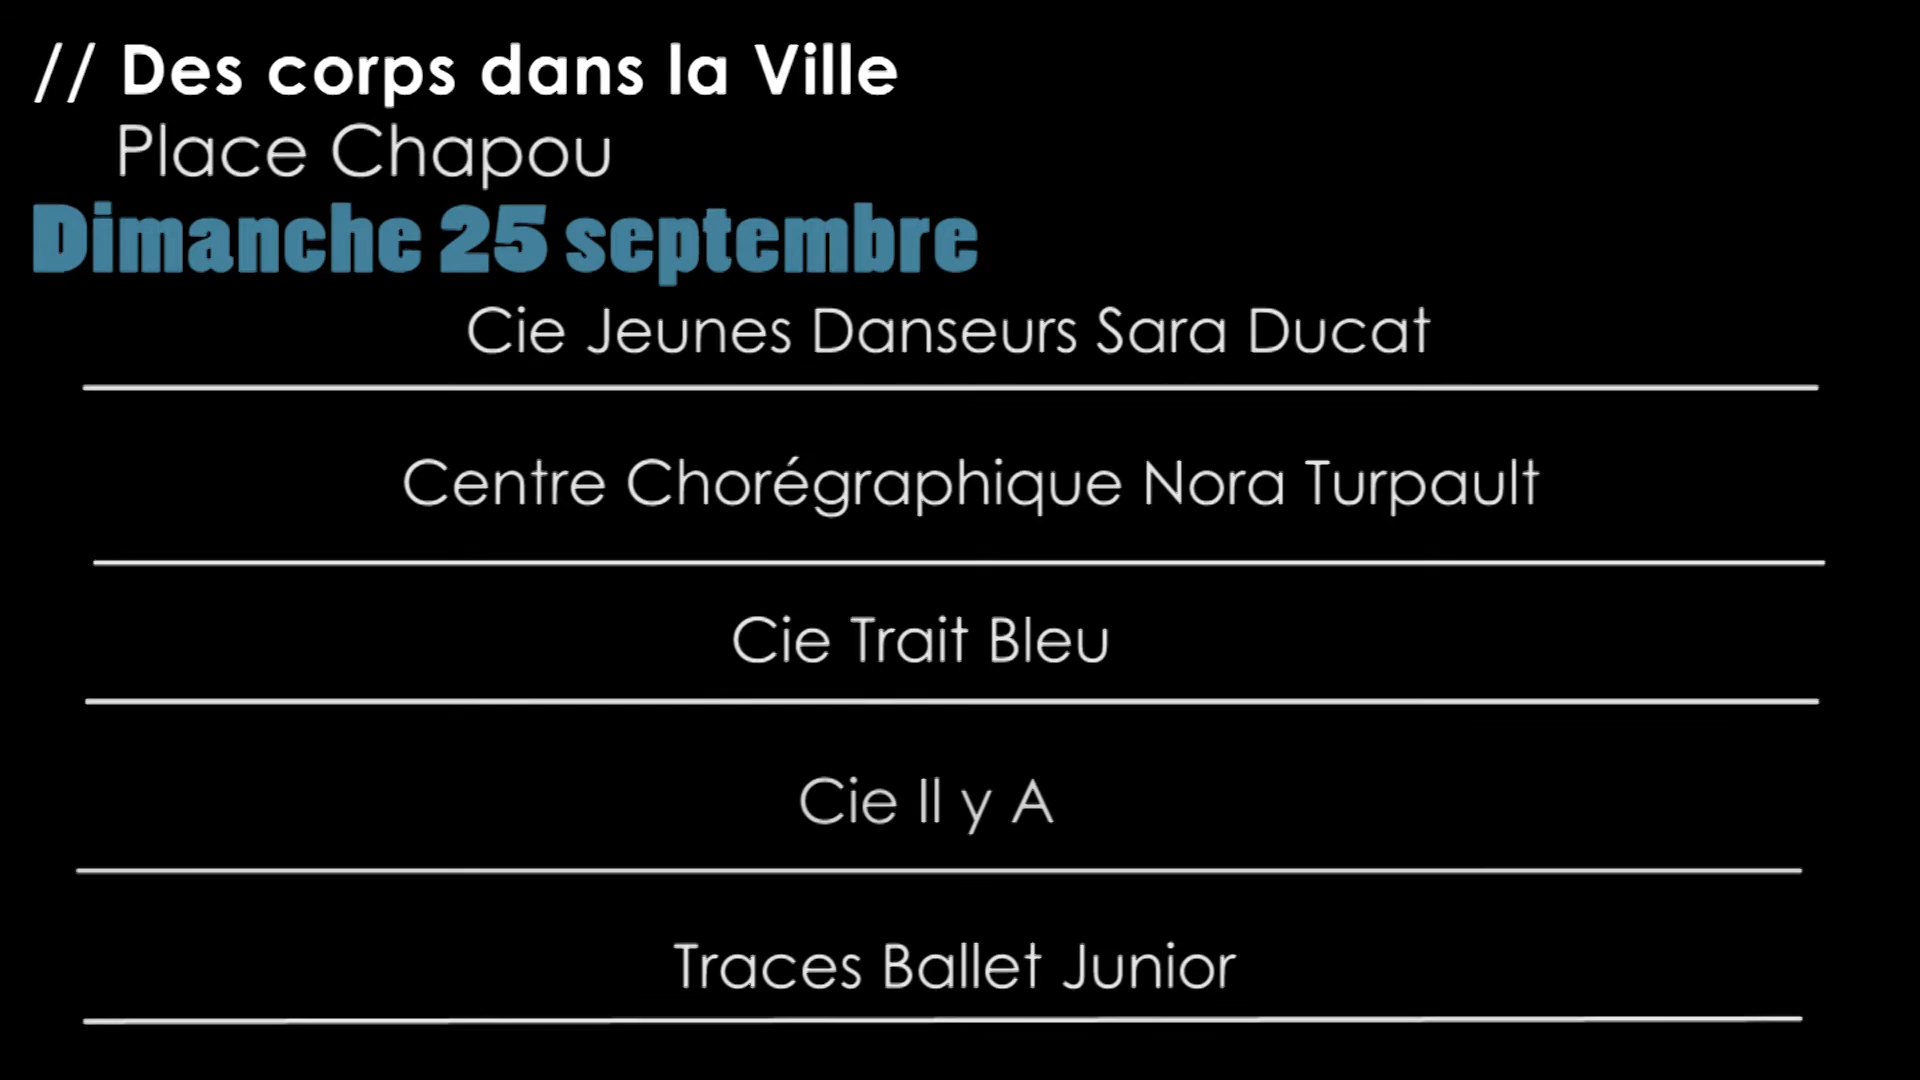 // Des corps dans la Ville
Place Chapou
Dimanche 25 septembre
Cie Jeunes Danseurs Sara Ducat
Centre Chorégraphique Nora Turpault
Cie Trait Bleu
Cie Il y A
Traces Ballet Junior